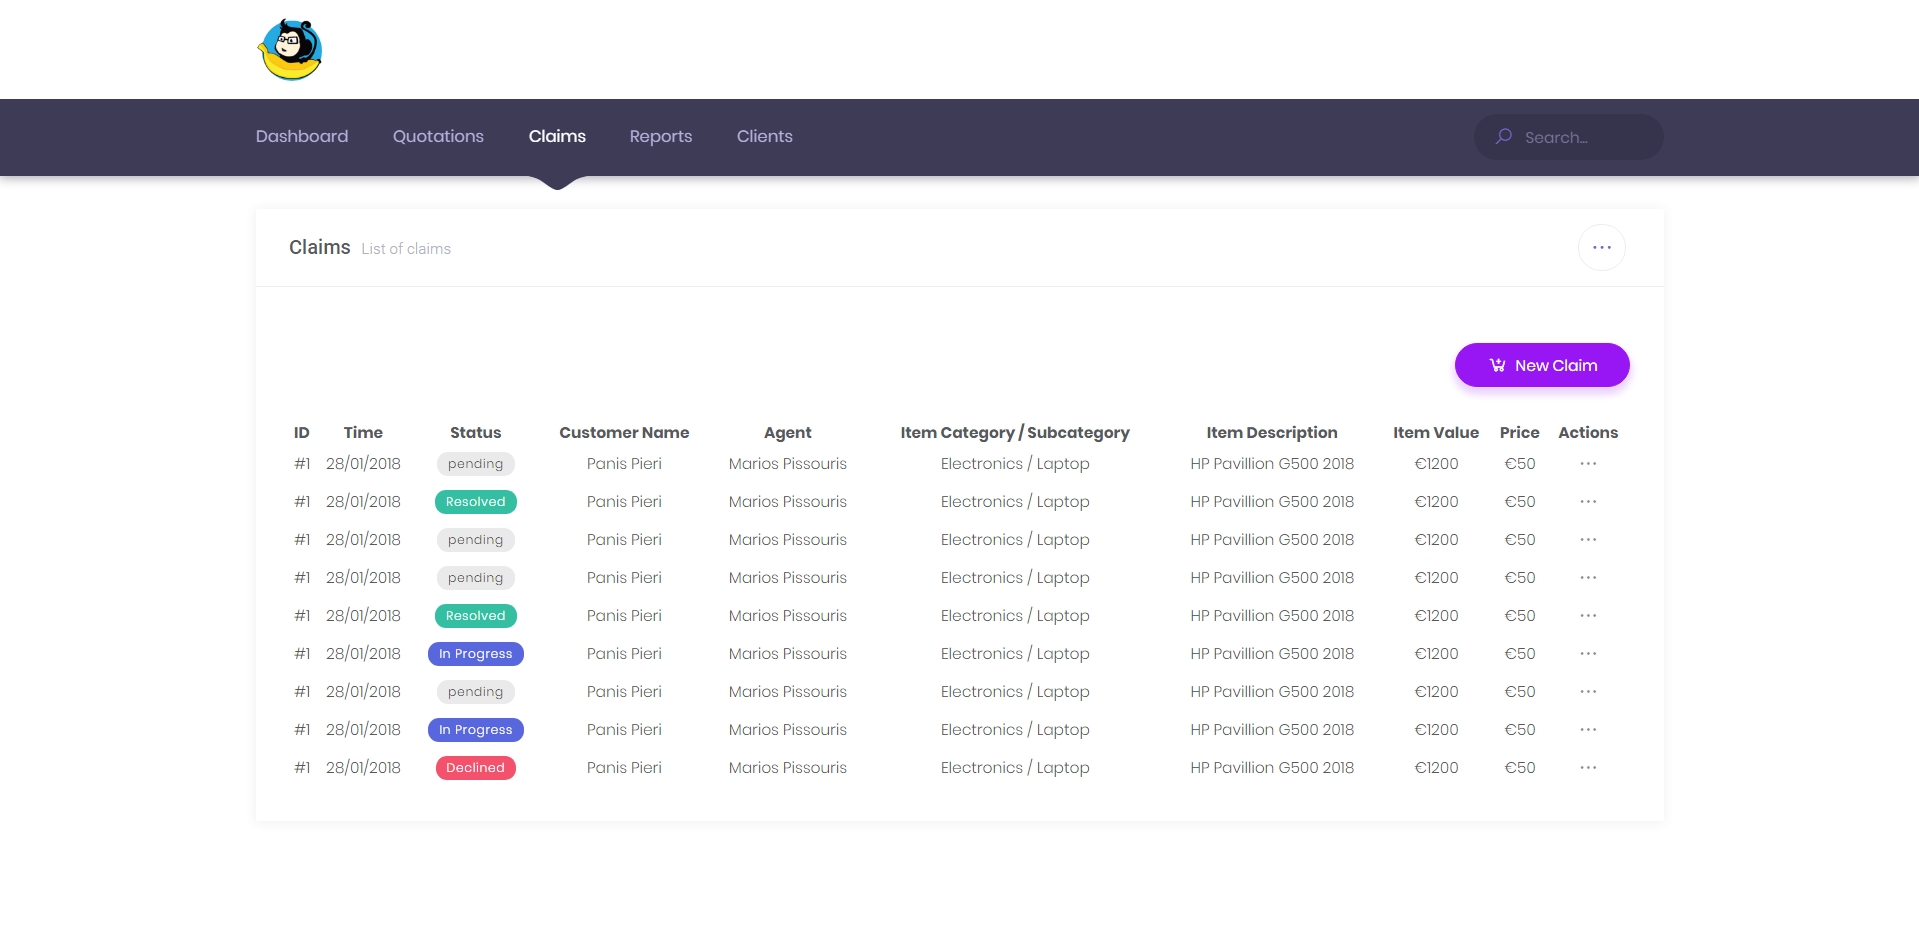 Dashboard Quotations Claims Reports Clients Search...
Claims List of claims
New Claim
ID Time Status Customer Name Agent Item Category / Subcategory Item Description Item Value Price Actions
#1 28/01/2018 pending Panis Pieri Marios Pissouris Electronics / Laptop HP Pavillion G500 2018 €1200 €50
#1 28/01/2018 Resolved Panis Pieri Marios Pissouris Electronics / Laptop HP Pavillion G500 2018 €1200 €50
#1 28/01/2018 pending Panis Pieri Marios Pissouris Electronics / Laptop HP Pavillion G500 2018 €1200 €50
#1 28/01/2018 pending Panis Pieri Marios Pissouris Electronics / Laptop HP Pavillion G500 2018 €1200 €50
#1 28/01/2018 Resolved Panis Pieri Marios Pissouris Electronics / Laptop HP Pavillion G500 2018 €1200 €50
#1 28/01/2018 In Progress Panis Pieri Marios Pissouris Electronics / Laptop HP Pavillion G500 2018 €1200 €50
#1 28/01/2018 pending Panis Pieri Marios Pissouris Electronics / Laptop HP Pavillion G500 2018 €1200 €50
#1 28/01/2018 In Progress Panis Pieri Marios Pissouris Electronics / Laptop HP Pavillion G500 2018 €1200 €50
#1 28/01/2018 Declined Panis Pieri Marios Pissouris Electronics / Laptop HP Pavillion G500 2018 €1200 €50